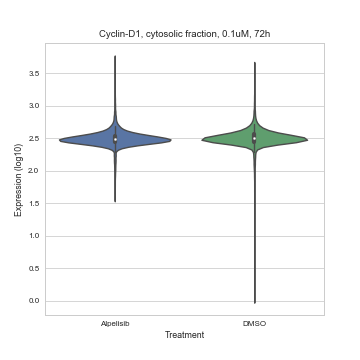 Cyclin-D1, cytosolic fraction, 0.1uM, 72h
Expression (log10)
3.5
3.0
2.5
2.0
1.5
1.0
0.5
0.0
Alpelisib
DMSO
Treatment